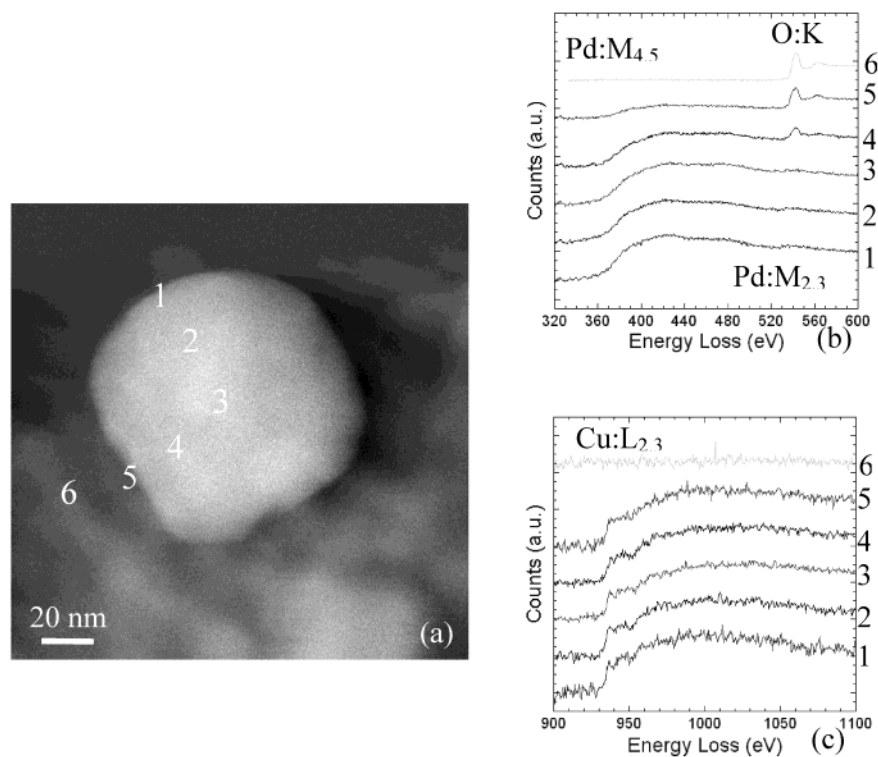 1
2
3
4
5
6
20 nm
(a)
Pd:M4,5
O:K
6
5
4
3
2
1
Pd:M2,3
Counts (a.u.)
320 360 400 440 480 520 560 600
Energy Loss (eV)
(b)
Cu:L2,3
6
5
4
3
2
1
Counts (a.u.)
900 950 1000 1050 1100
Energy Loss (eV)
(c)